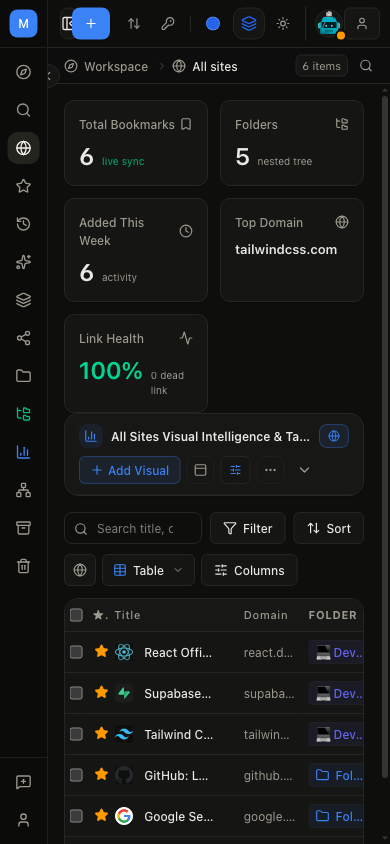 M
Workspace
All sites
6 items
Total Bookmarks
6 live sync
Folders
5 nested tree
Added This
Week
6 activity
Top Domain
tailwindcss.com
Link Health
100% 0 dead
link
All Sites Visual Intelligence & Ta...
+ Add Visual
Search title, c
Filter
Sort
Table
Columns
Title Domain FOLDER
React Offi... react.d... Dev...
Supabase... supaba... Dev...
Tailwind C... tailwin... Dev...
GitHub: L... github.... Fol...
Google Se... google.... Fol...